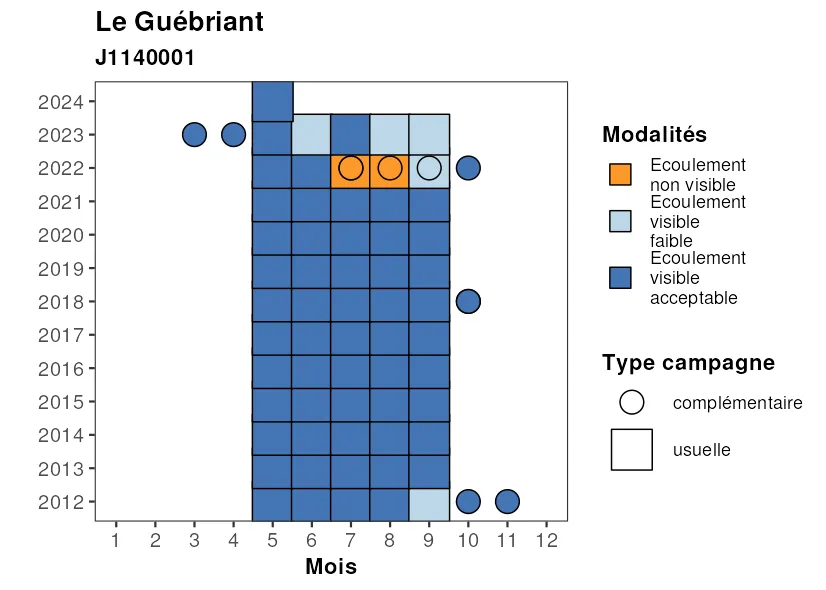 Le Guébriant
J1140001
2024
2023
2022
2021
2020
2019
2018
2017
2016
2015
2014
2013
2012
1 2 3 4 5 6 7 8 9 10 11 12
Mois
Modalités
Ecoulement
non visible
Ecoulement
visible
faible
Ecoulement
visible
acceptable
Type campagne
complémentaire
usuelle